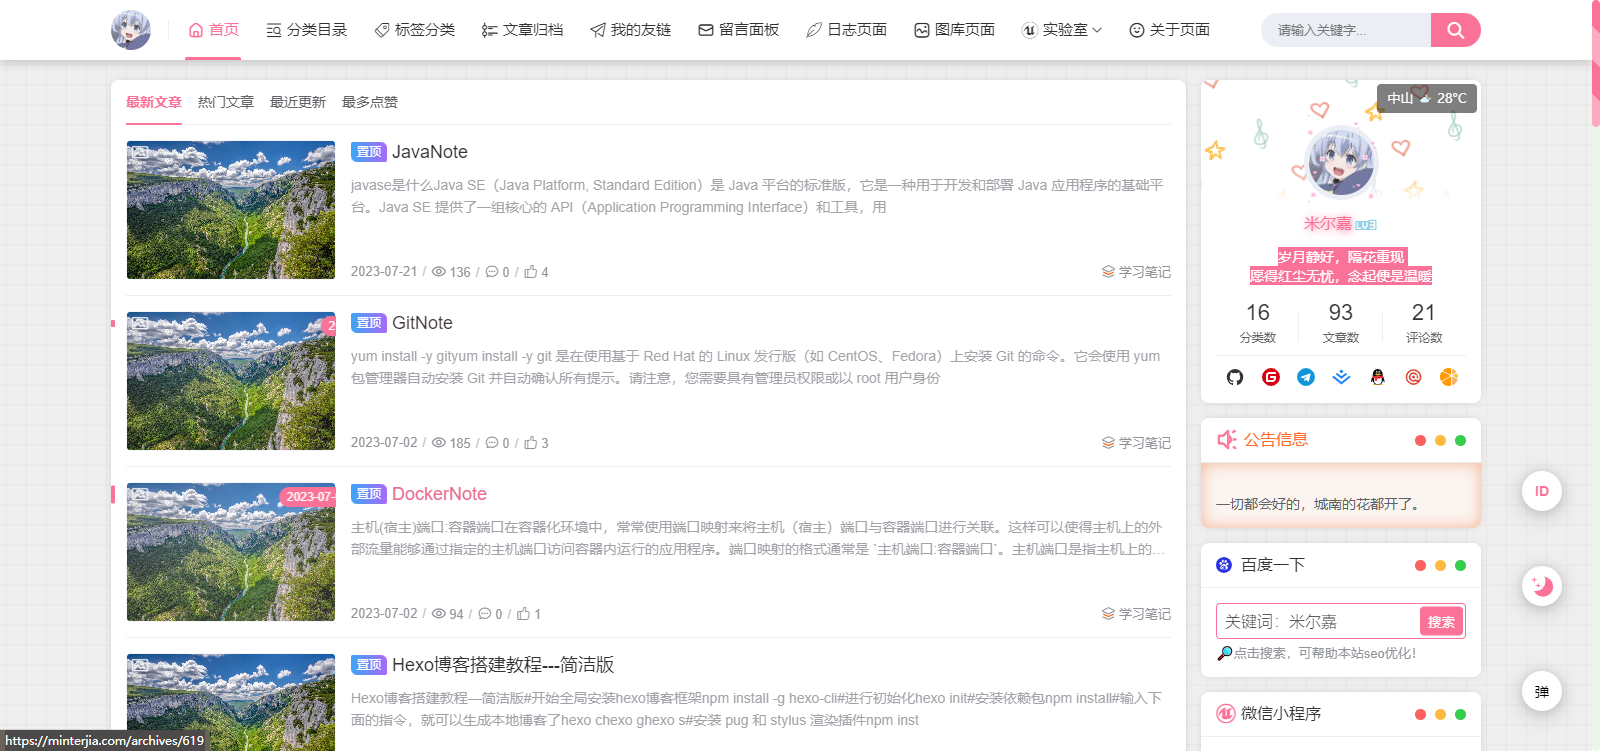 首页
分类目录
标签分类
文章归档
我的友链
留言面板
日志页面
图库页面
实验室
关于页面
请输入关键字...
最新文章
热门文章
最近更新
最多点赞
置顶 JavaNote
javase是什么Java SE（Java Platform, Standard Edition）是 Java 平台的标准版，它是一种用于开发和部署 Java 应用程序的基础平
台。Java SE 提供了一组核心的 API（Application Programming Interface）和工具，用
2023-07-21 / 136 / 0 / 4
学习笔记
2
置顶 GitNote
yum install -y gityum install -y git 是在使用基于 Red Hat 的 Linux 发行版（如 CentOS、Fedora）上安装 Git 的命令。它会使用 yum
包管理器自动安装 Git 并自动确认所有提示。请注意，您需要具有管理员权限或以 root 用户身份
2023-07-02 / 185 / 0 / 3
学习笔记
2023-07-
置顶 DockerNote
主机(宿主)端口:容器端口在容器化环境中，常常使用端口映射来将主机（宿主）端口与容器端口进行关联。这样可以使得主机上的外
部流量能够通过指定的主机端口访问容器内运行的应用程序。端口映射的格式通常是 `主机端口:容器端口`。主机端口是指主机上的...
2023-07-02 / 94 / 0 / 1
学习笔记
置顶 Hexo博客搭建教程---简洁版
Hexo博客搭建教程—简洁版#开始全局安装hexo博客框架npm install -g hexo-cli#进行初始化hexo init#安装依赖包npm install#输入下
面的指令，就可以生成本地博客了hexo chexo ghexo s#安装 pug 和 stylus 渲染插件npm inst
https://minterjia.com/archives/619
中山 28°C
米尔嘉 LV3
岁月静好，隔花重现
愿得红尘无忧，念起便是温暖
16 93 21
分类数 文章数 评论数
公告信息
一切都会好的，城南的花都开了。
百度一下
关键词：米尔嘉
搜索
点击搜索，可帮助本站seo优化！
微信小程序
ID
弹